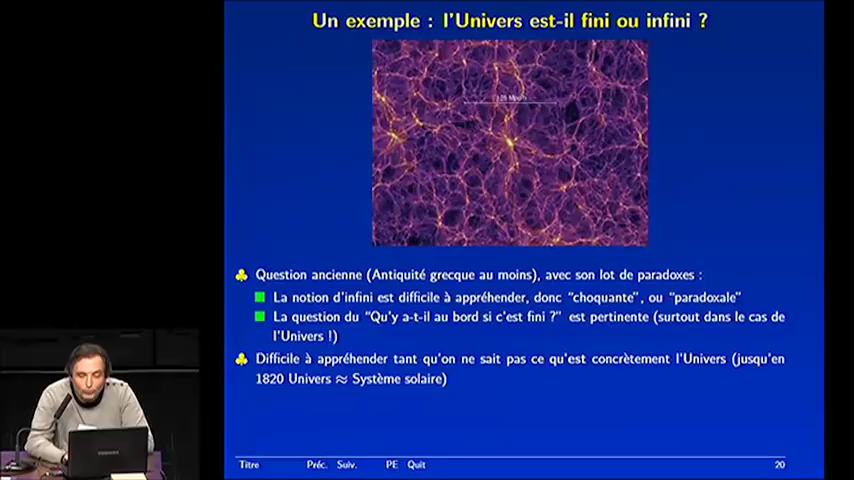 Un exemple : l'Univers est-il fini ou infini ?
Question ancienne (Antiquité grecque au moins), avec son lot de paradoxes :
La notion d'infini est difficile à appréhender, donc "choquante", ou "paradoxale"
La question du "Qu'y a-t-il au bord si c'est fini ?" est pertinente (surtout dans le cas de
l'Univers !)
Difficile à appréhender tant qu'on ne sait pas ce qu'est concrètement l'Univers (jusqu'en
1820 Univers ≈ Système solaire)
Titre Préc. Suiv. PE Quit 20